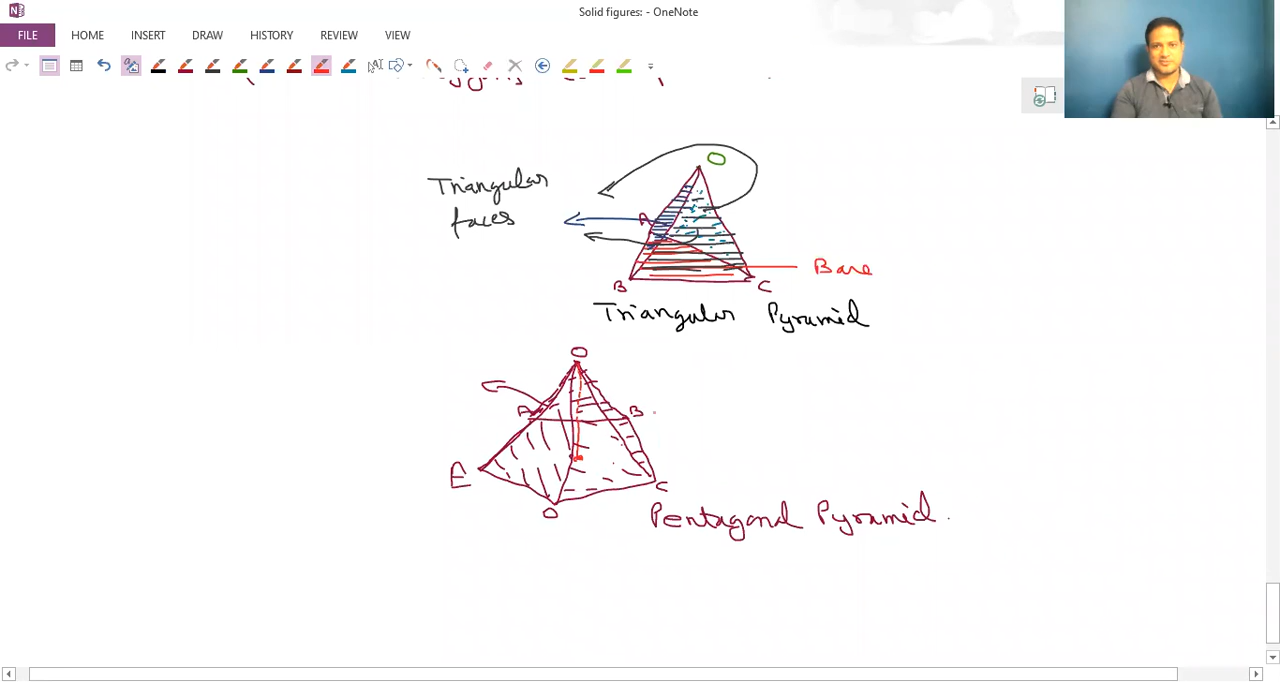 Solid figures: - OneNote
FILE HOME INSERT DRAW HISTORY REVIEW VIEW
O
Triangular
faces
A
Base
B C
Triangular Pyramid
O
A B
E
C
D
Pentagonal Pyramid.